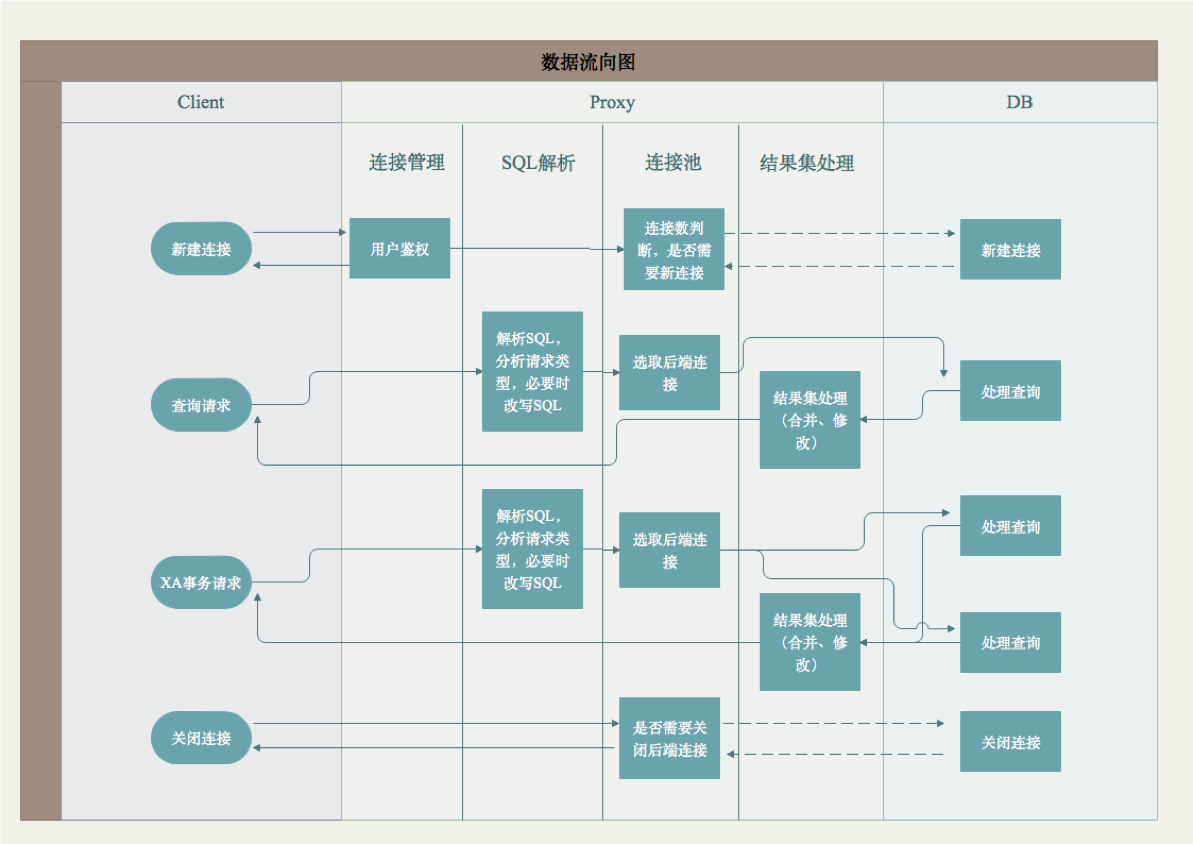 数据流向图
Client
Proxy
DB
连接管理
SQL解析
连接池
结果集处理
新建连接
用户鉴权
连接数判
断，是否需
要新连接
新建连接
查询请求
解析SQL，
分析请求类
型，必要时
改写SQL
选取后端连
接
结果集处理
（合并、修
改）
处理查询
XA事务请求
解析SQL，
分析请求类
型，必要时
改写SQL
选取后端连
接
处理查询
结果集处理
（合并、修
改）
处理查询
关闭连接
是否需要关
闭后端连接
关闭连接